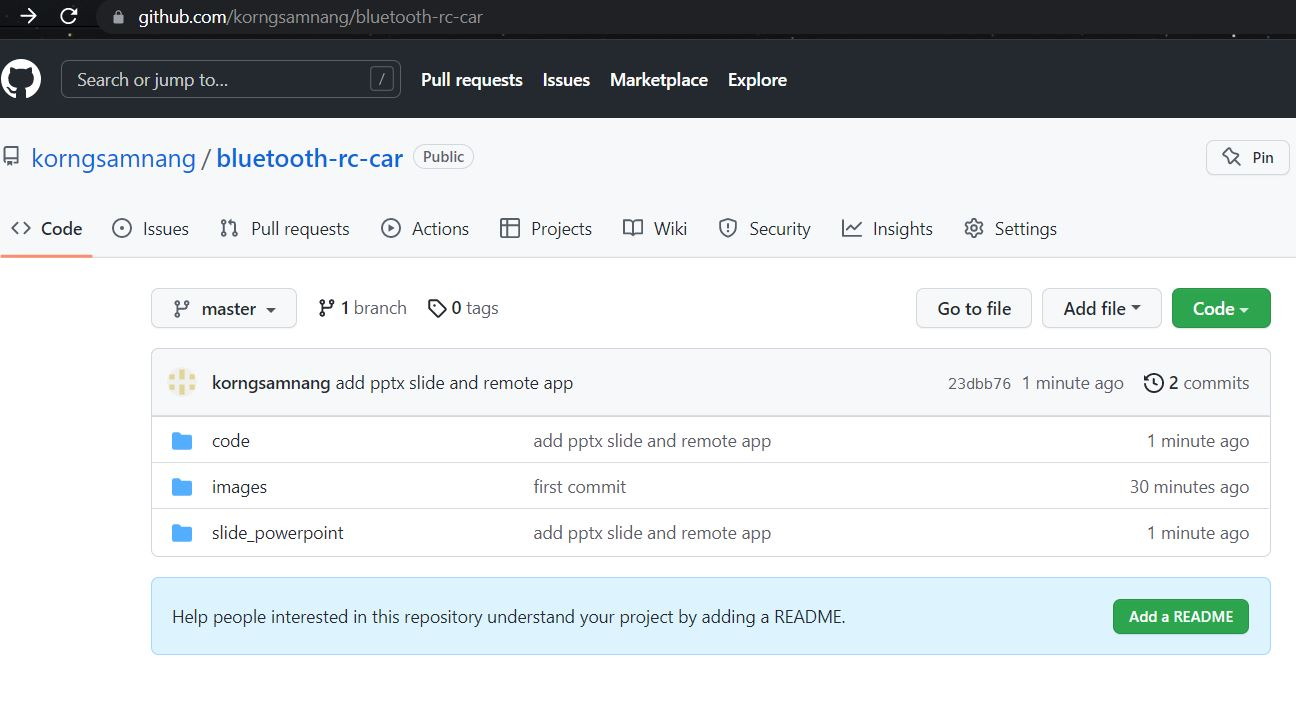 github.com/korngsamnang/bluetooth-rc-car
Search or jump to... / Pull requests Issues Marketplace Explore
korngsamnang / bluetooth-rc-car Public Pin
Code Issues Pull requests Actions Projects Wiki Security Insights Settings
master 1 branch 0 tags Go to file Add file Code
korngsamnang add pptx slide and remote app 23dbb76 1 minute ago 2 commits
code add pptx slide and remote app 1 minute ago
images first commit 30 minutes ago
slide_powerpoint add pptx slide and remote app 1 minute ago
Help people interested in this repository understand your project by adding a README. Add a README